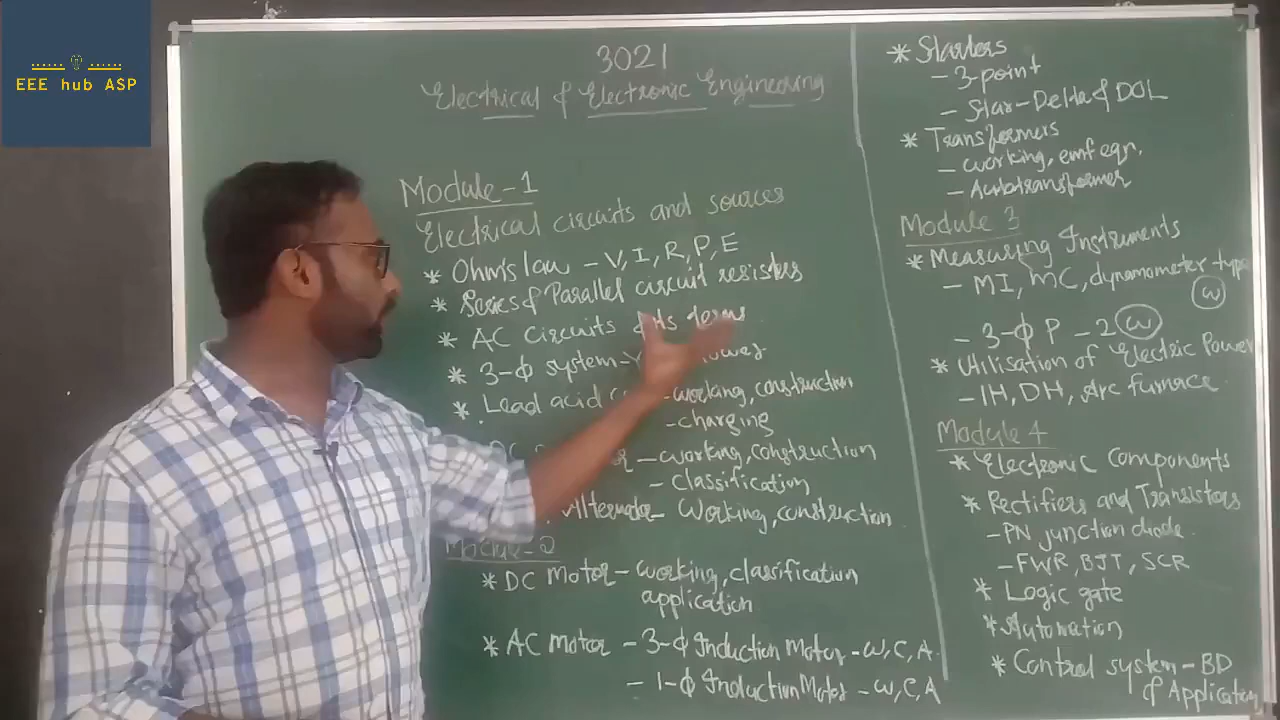 EEE hub ASP
3021
Electrical & Electronic Engineering
Module-1
Electrical circuits and sources
* Ohm's law - V, I, R, P, E
* Series & Parallel circuit resistrs
* AC Circuits & its terms
* 3-Φ system-
* Lead acid - working, construction
- charging
- working, construction
- classification
Alternator - Working, construction
Module-2
* DC Motor - working, classification
application
* AC Motor - 3-Φ Induction Motor - W, C, A
- 1-Φ Induction Motor - W, C, A
* Starters
- 3-point
- Star-Delta & DOL
* Transformers
- working, emf eqn,
- Autotransformer
Module 3
* Measuring Instruments
- MI, MC, dynamometer type
W
- 3-Φ P - 2 W
* Utilisation of Electric Power
- IH, DH, Arc furnace
Module 4
* Electronic Components
* Rectifiers and Transistors
- PN junction diode
- FWR, BJT, SCR
* Logic gate
* Automation
* Control system - BD
& Application